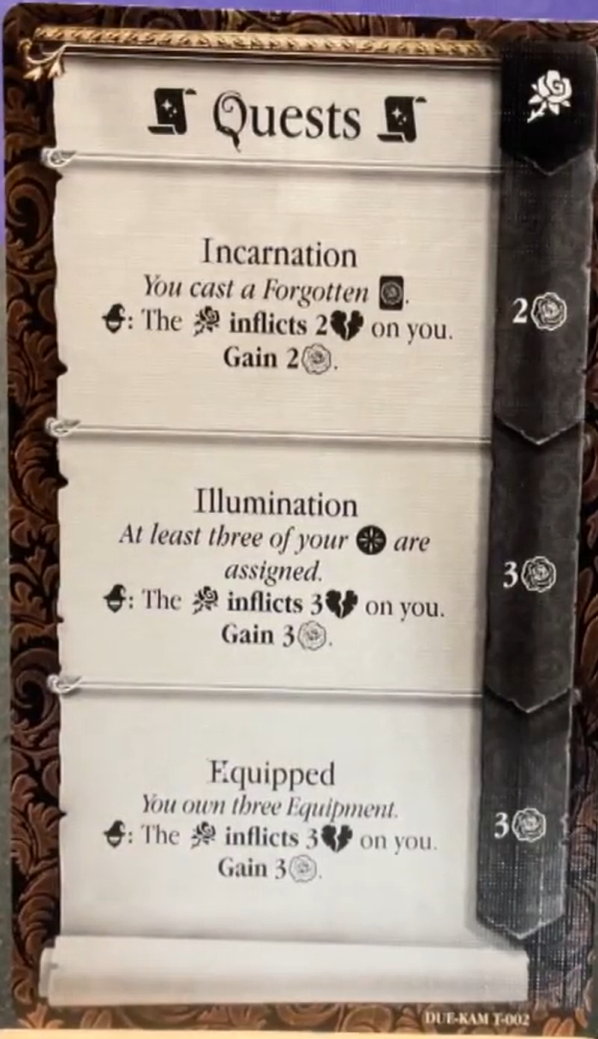 Quests
Incarnation
You cast a Forgotten .
: The inflicts 2 on you.
Gain 2.
2
Illumination
At least three of your are
assigned.
: The inflicts 3 on you.
Gain 3.
3
Equipped
You own three Equipment.
: The inflicts 3 on you.
Gain 3.
3
DUE-KAM T-002